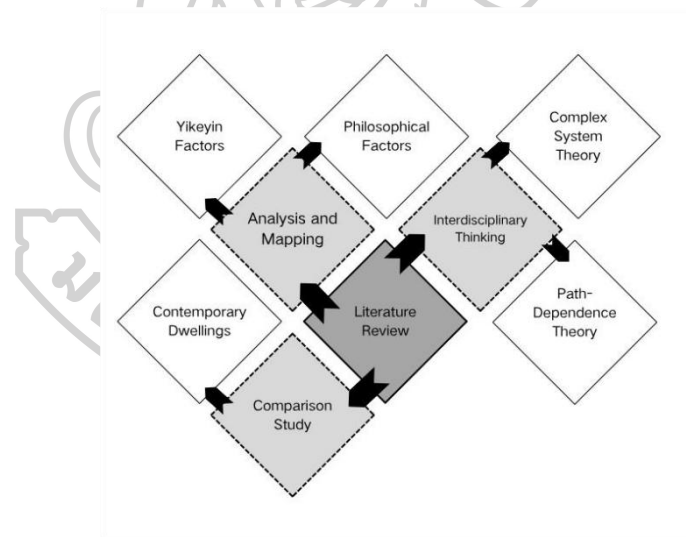 Yikeyin
Factors
Philosophical
Factors
Complex
System
Theory
Analysis and
Mapping
Interdisciplinary
Thinking
Contemporary
Dwellings
Literature
Review
Path-
Dependence
Theory
Comparison
Study